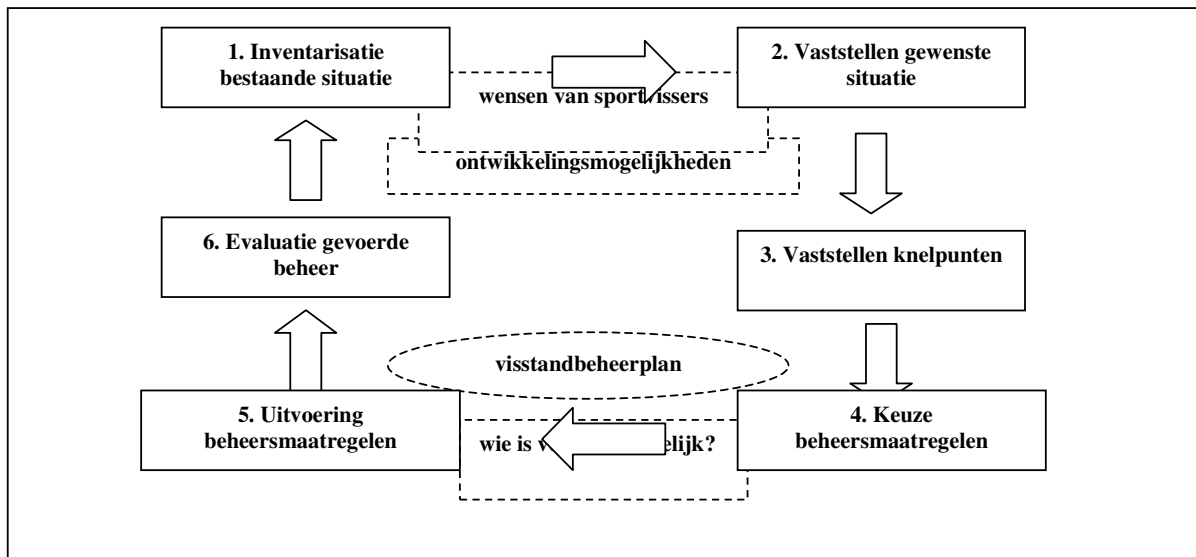 1. Inventarisatie
bestaande situatie
2. Vaststellen gewenste
situatie
wensen van sportvissers
ontwikkelingsmogelijkheden
6. Evaluatie gevoerde
beheer
3. Vaststellen knelpunten
visstandbeheerplan
5. Uitvoering
beheersmaatregelen
4. Keuze
beheersmaatregelen
wie is